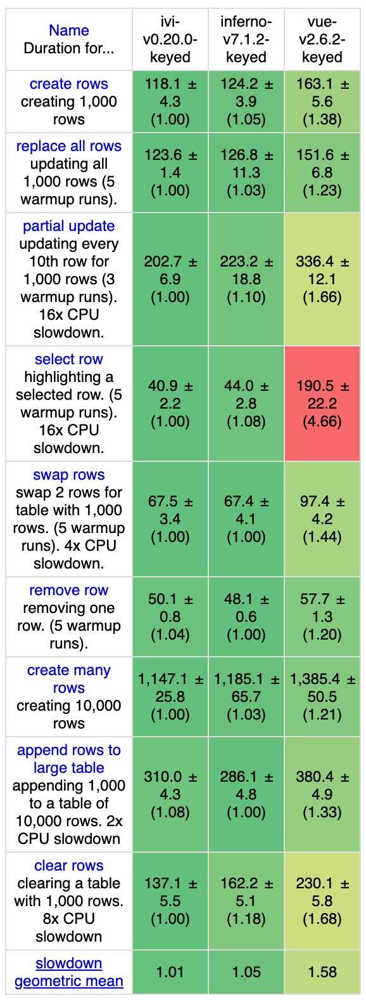 Name
Duration for...
ivi-
v0.20.0-
keyed
inferno-
v7.1.2-
keyed
vue-
v2.6.2-
keyed
create rows
creating 1,000
rows
118.1 ±
4.3
(1.00)
124.2 ±
3.9
(1.05)
163.1 ±
5.6
(1.38)
replace all rows
updating all
1,000 rows (5
warmup runs).
123.6 ±
1.4
(1.00)
126.8 ±
11.3
(1.03)
151.6 ±
6.8
(1.23)
partial update
updating every
10th row for
1,000 rows (3
warmup runs).
16x CPU
slowdown.
202.7 ±
6.9
(1.00)
223.2 ±
18.8
(1.10)
336.4 ±
12.1
(1.66)
select row
highlighting a
selected row. (5
warmup runs).
16x CPU
slowdown.
40.9 ±
2.2
(1.00)
44.0 ±
2.8
(1.08)
190.5 ±
22.2
(4.66)
swap rows
swap 2 rows for
table with 1,000
rows. (5 warmup
runs). 4x CPU
slowdown.
67.5 ±
3.4
(1.00)
67.4 ±
4.1
(1.00)
97.4 ±
4.2
(1.44)
remove row
removing one
row. (5 warmup
runs).
50.1 ±
0.8
(1.04)
48.1 ±
0.6
(1.00)
57.7 ±
1.3
(1.20)
create many
rows
creating 10,000
rows
1,147.1 ±
25.8
(1.00)
1,185.1 ±
65.7
(1.03)
1,385.4 ±
50.5
(1.21)
append rows to
large table
appending 1,000
to a table of
10,000 rows. 2x
CPU slowdown
310.0 ±
4.3
(1.08)
286.1 ±
4.8
(1.00)
380.4 ±
4.9
(1.33)
clear rows
clearing a table
with 1,000 rows.
8x CPU
slowdown
137.1 ±
5.5
(1.00)
162.2 ±
5.1
(1.18)
230.1 ±
5.8
(1.68)
slowdown
geometric mean
1.01
1.05
1.58